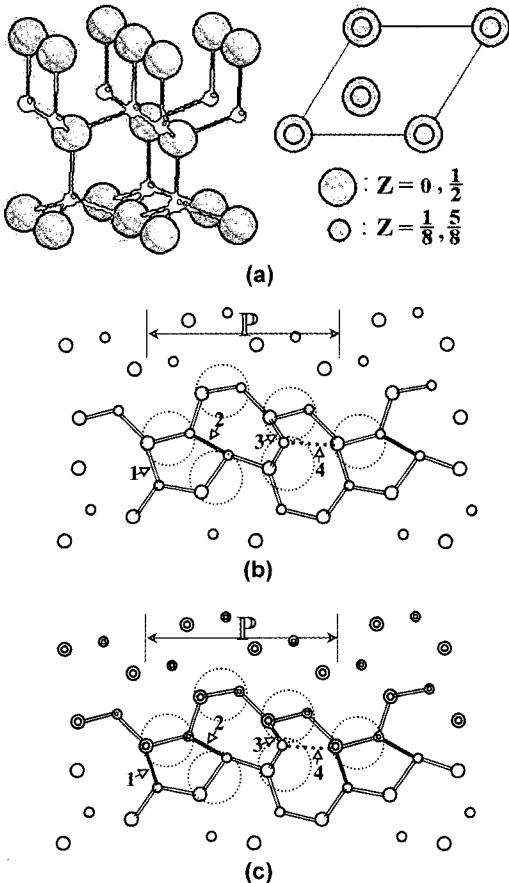 : Z = 0, 1/2
: Z = 1/8, 5/8
(a)
ℙ
2
1
3
4
(b)
ℙ
2
1
3
4
(c)